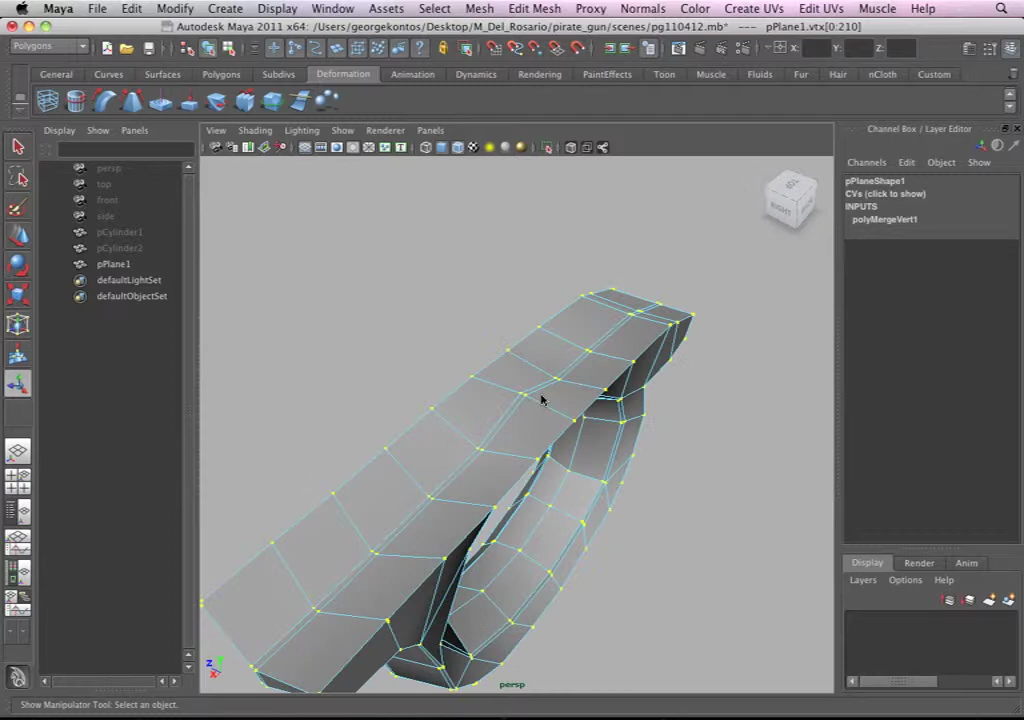 Maya File Edit Modify Create Display Window Assets Select Mesh Edit Mesh Proxy Normals Color Create UVs Edit UVs Muscle Help
Autodesk Maya 2011 x64: /Users/georgekontos/Desktop/M_Del_Rosario/pirate_gun/scenes/pg110412.mb* --- pPlane1.vtx[0:210]
Polygons X: Y: Z:
General Curves Surfaces Polygons Subdivs Deformation Animation Dynamics Rendering PaintEffects Toon Muscle Fluids Fur Hair nCloth Custom
Display Show Panels
View Shading Lighting Show Renderer Panels
Channel Box / Layer Editor
Channels Edit Object Show
persp
top
front
side
pCylinder1
pCylinder2
pPlane1
defaultLightSet
defaultObjectSet
TOP
RIGHT
pPlaneShape1
CVs (click to show)
INPUTS
polyMergeVert1
Display Render Anim
Layers Options Help
z
x
persp
Show Manipulator Tool: Select an object.